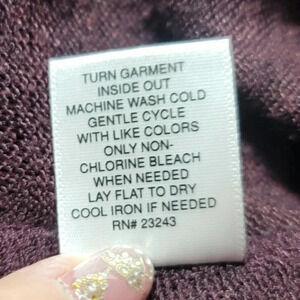 TURN GARMENT
INSIDE OUT
MACHINE WASH COLD
GENTLE CYCLE
WITH LIKE COLORS
ONLY NON-
CHLORINE BLEACH
WHEN NEEDED
LAY FLAT TO DRY
COOL IRON IF NEEDED
RN# 23243